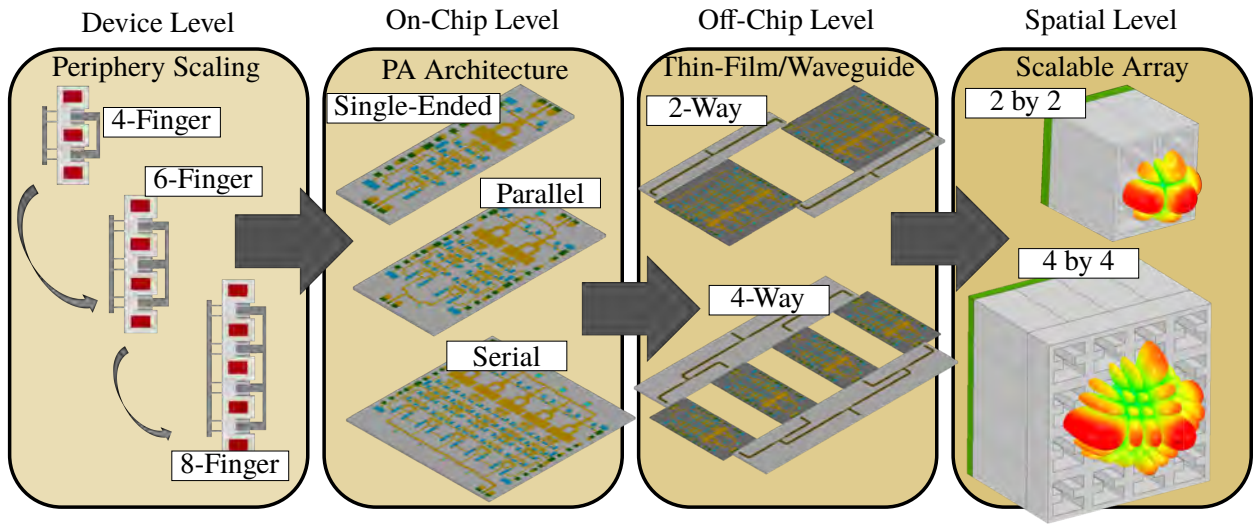 Device Level
On-Chip Level
Off-Chip Level
Spatial Level
Periphery Scaling
4-Finger
6-Finger
8-Finger
PA Architecture
Single-Ended
Parallel
Serial
Thin-Film/Waveguide
2-Way
4-Way
Scalable Array
2 by 2
4 by 4